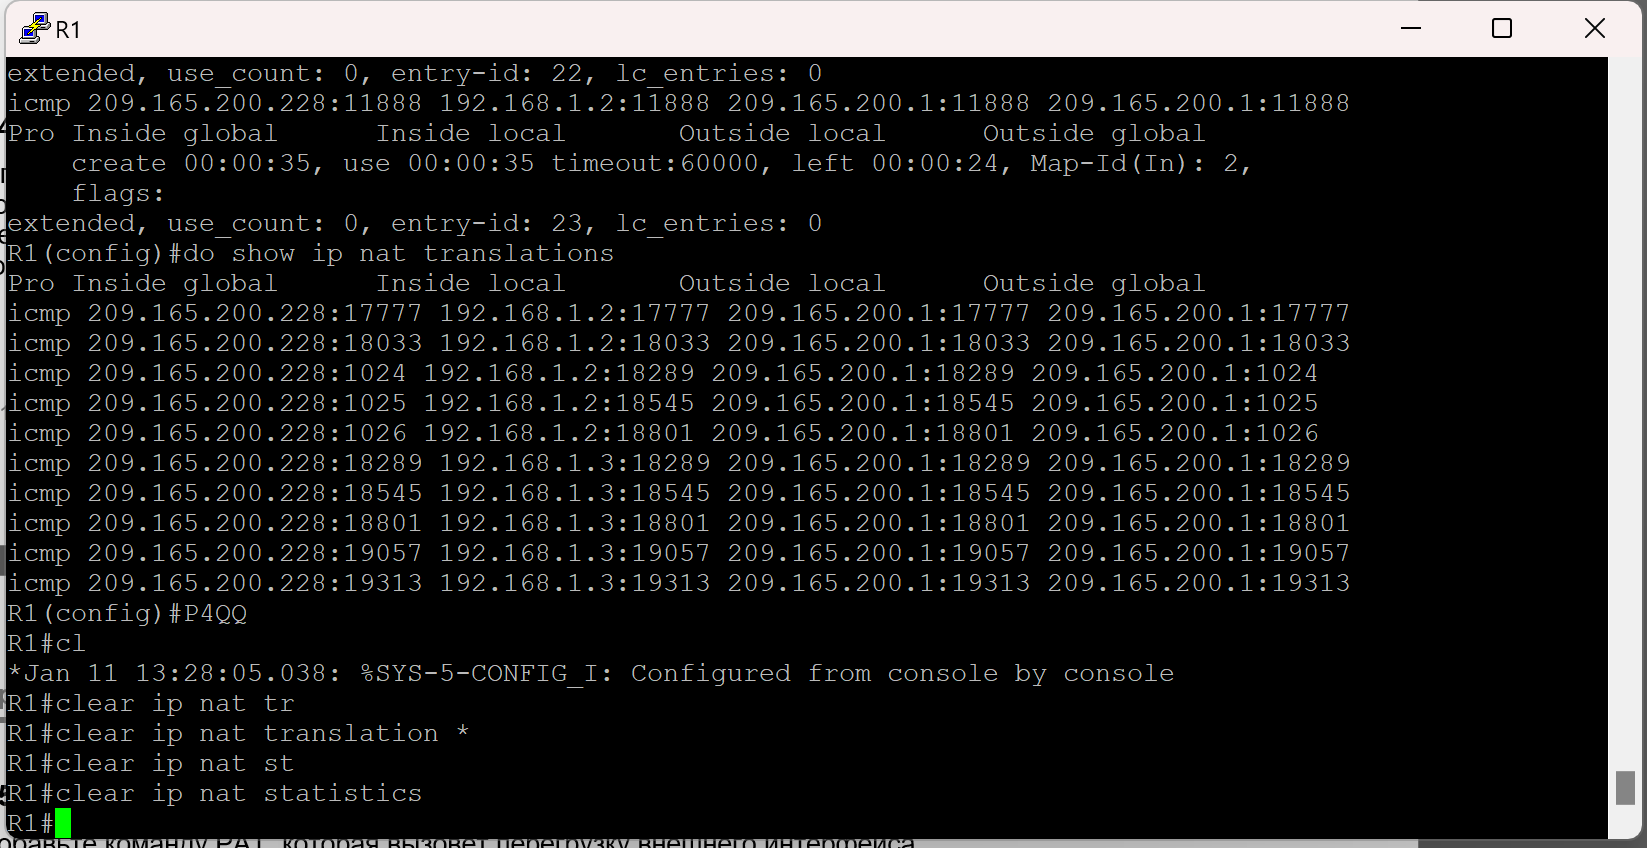 R1
extended, use_count: 0, entry-id: 22, lc_entries: 0
icmp 209.165.200.228:11888 192.168.1.2:11888 209.165.200.1:11888 209.165.200.1:11888
Pro Inside global      Inside local       Outside local      Outside global
    create 00:00:35, use 00:00:35 timeout:60000, left 00:00:24, Map-Id(In): 2,
    flags:
extended, use_count: 0, entry-id: 23, lc_entries: 0
R1(config)#do show ip nat translations
Pro Inside global      Inside local       Outside local      Outside global
icmp 209.165.200.228:17777 192.168.1.2:17777 209.165.200.1:17777 209.165.200.1:17777
icmp 209.165.200.228:18033 192.168.1.2:18033 209.165.200.1:18033 209.165.200.1:18033
icmp 209.165.200.228:1024 192.168.1.2:18289 209.165.200.1:18289 209.165.200.1:1024
icmp 209.165.200.228:1025 192.168.1.2:18545 209.165.200.1:18545 209.165.200.1:1025
icmp 209.165.200.228:1026 192.168.1.2:18801 209.165.200.1:18801 209.165.200.1:1026
icmp 209.165.200.228:18289 192.168.1.3:18289 209.165.200.1:18289 209.165.200.1:18289
icmp 209.165.200.228:18545 192.168.1.3:18545 209.165.200.1:18545 209.165.200.1:18545
icmp 209.165.200.228:18801 192.168.1.3:18801 209.165.200.1:18801 209.165.200.1:18801
icmp 209.165.200.228:19057 192.168.1.3:19057 209.165.200.1:19057 209.165.200.1:19057
icmp 209.165.200.228:19313 192.168.1.3:19313 209.165.200.1:19313 209.165.200.1:19313
R1(config)#P4QQ
R1#cl
*Jan 11 13:28:05.038: %SYS-5-CONFIG_I: Configured from console by console
R1#clear ip nat tr
R1#clear ip nat translation *
R1#clear ip nat st
R1#clear ip nat statistics
R1#
команду PAT, которая вызовет перегрузку внешнего интерфейса